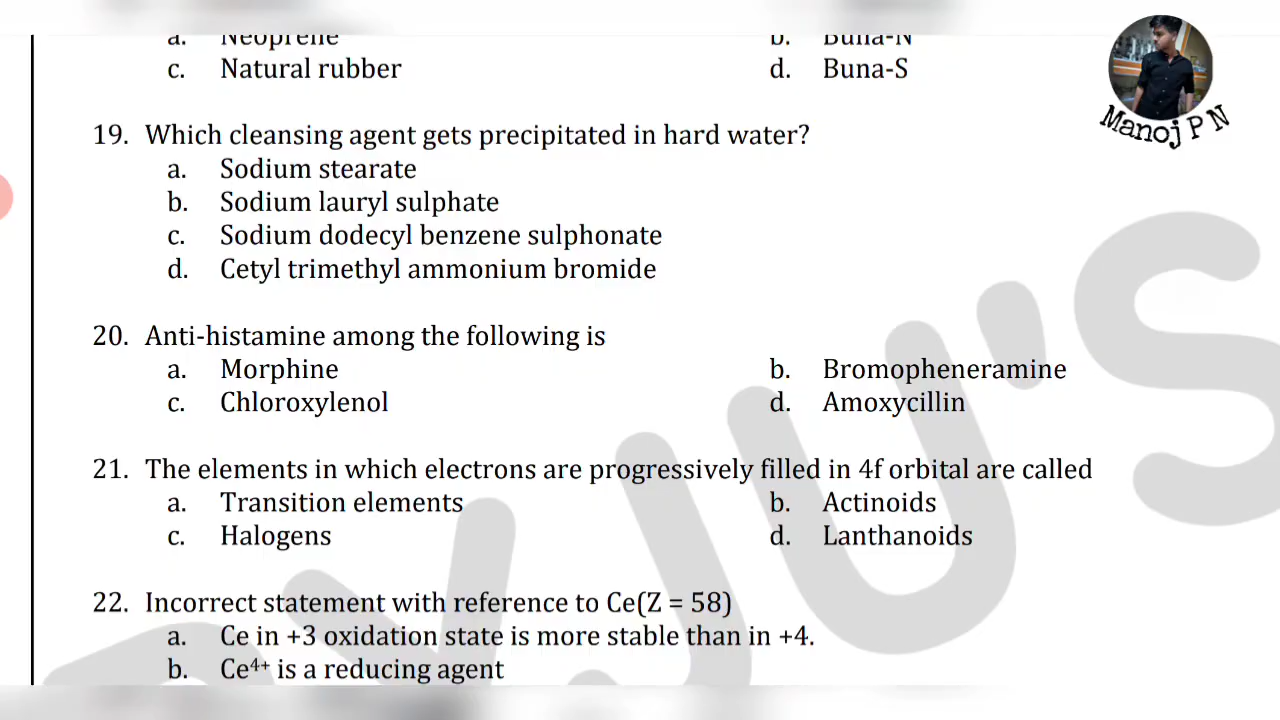 a. Neoprene b. Buna-N
c. Natural rubber d. Buna-S
19. Which cleansing agent gets precipitated in hard water?
a. Sodium stearate
b. Sodium lauryl sulphate
c. Sodium dodecyl benzene sulphonate
d. Cetyl trimethyl ammonium bromide
20. Anti-histamine among the following is
a. Morphine b. Bromopheneramine
c. Chloroxylenol d. Amoxycillin
21. The elements in which electrons are progressively filled in 4f orbital are called
a. Transition elements b. Actinoids
c. Halogens d. Lanthanoids
22. Incorrect statement with reference to Ce(Z = 58)
a. Ce in +3 oxidation state is more stable than in +4.
b. Ce⁴⁺ is a reducing agent
Manoj P N
BYJU'S